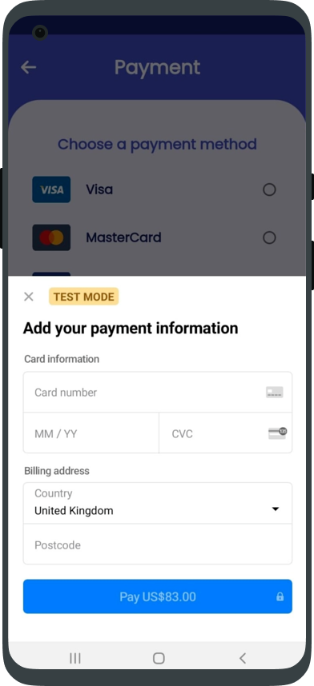 Payment
Choose a payment method
VISA Visa
MasterCard
TEST MODE
Add your payment information
Card information
Card number
MM / YY CVC
Billing address
Country
United Kingdom
Postcode
Pay US$83.00